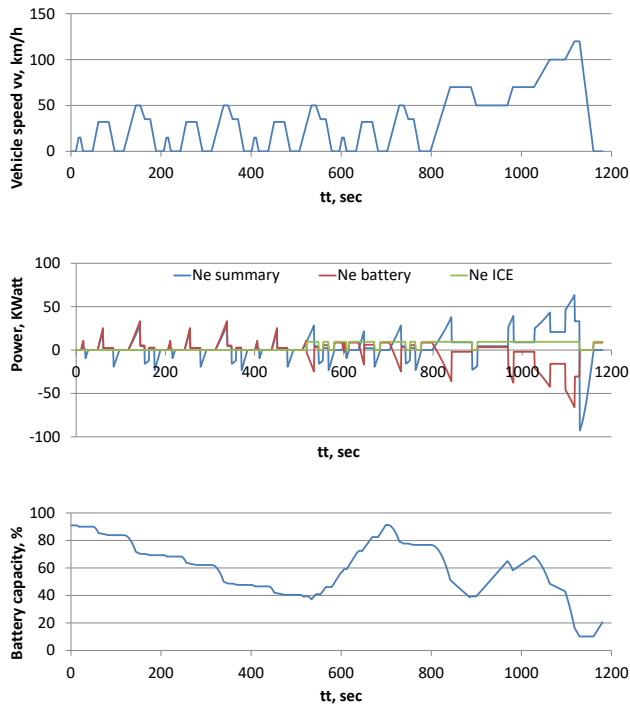 Vehicle speed vv, km/h
150
100
50
0
0 200 400 600 800 1000 1200
tt, sec
Power, KWatt
Ne summary Ne battery Ne ICE
100
50
0
-50
-100
0 200 400 600 800 1000 1200
tt, sec
Battery capacity, %
100
80
60
40
20
0
0 200 400 600 800 1000 1200
tt, sec